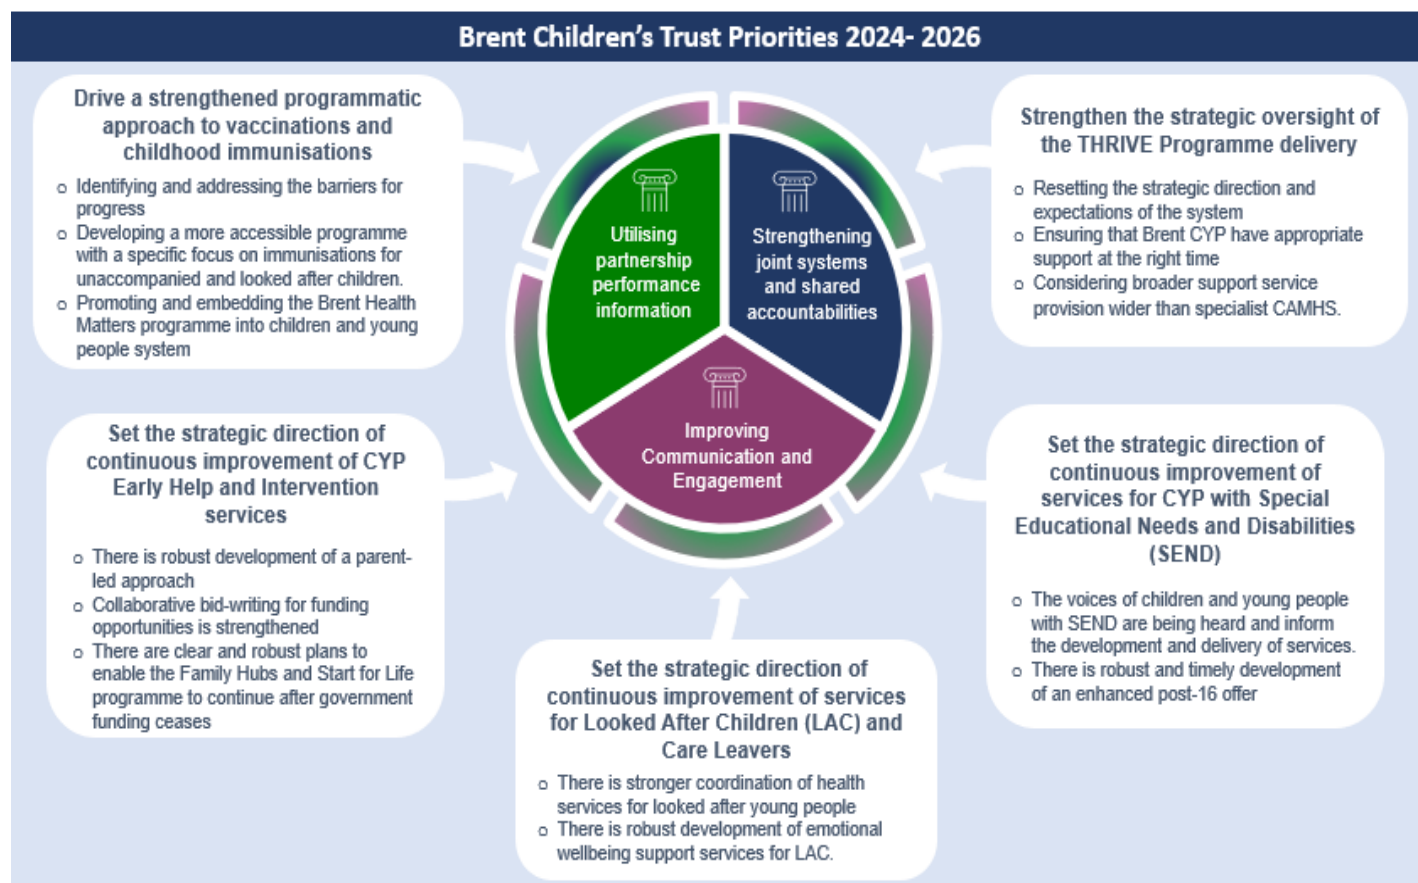 Brent Children’s Trust Priorities 2024- 2026
Drive a strengthened programmatic
approach to vaccinations and
childhood immunisations
o Identifying and addressing the barriers for
progress
o Developing a more accessible programme
with a specific focus on immunisations for
unaccompanied and looked after children.
o Promoting and embedding the Brent Health
Matters programme into children and young
people system
Utilising
partnership
performance
information
Strengthening
joint systems
and shared
accountabilities
Improving
Communication and
Engagement
Strengthen the strategic oversight of
the THRIVE Programme delivery
o Resetting the strategic direction and
expectations of the system
o Ensuring that Brent CYP have appropriate
support at the right time
o Considering broader support service
provision wider than specialist CAMHS.
Set the strategic direction of
continuous improvement of CYP
Early Help and Intervention
services
o There is robust development of a parent-
led approach
o Collaborative bid-writing for funding
opportunities is strengthened
o There are clear and robust plans to
enable the Family Hubs and Start for Life
programme to continue after government
funding ceases
Set the strategic direction of
continuous improvement of
services for CYP with Special
Educational Needs and Disabilities
(SEND)
o The voices of children and young people
with SEND are being heard and inform
the development and delivery of services.
o There is robust and timely development
of an enhanced post-16 offer
Set the strategic direction of
continuous improvement of services
for Looked After Children (LAC) and
Care Leavers
o There is stronger coordination of health
services for looked after young people
o There is robust development of emotional
wellbeing support services for LAC.